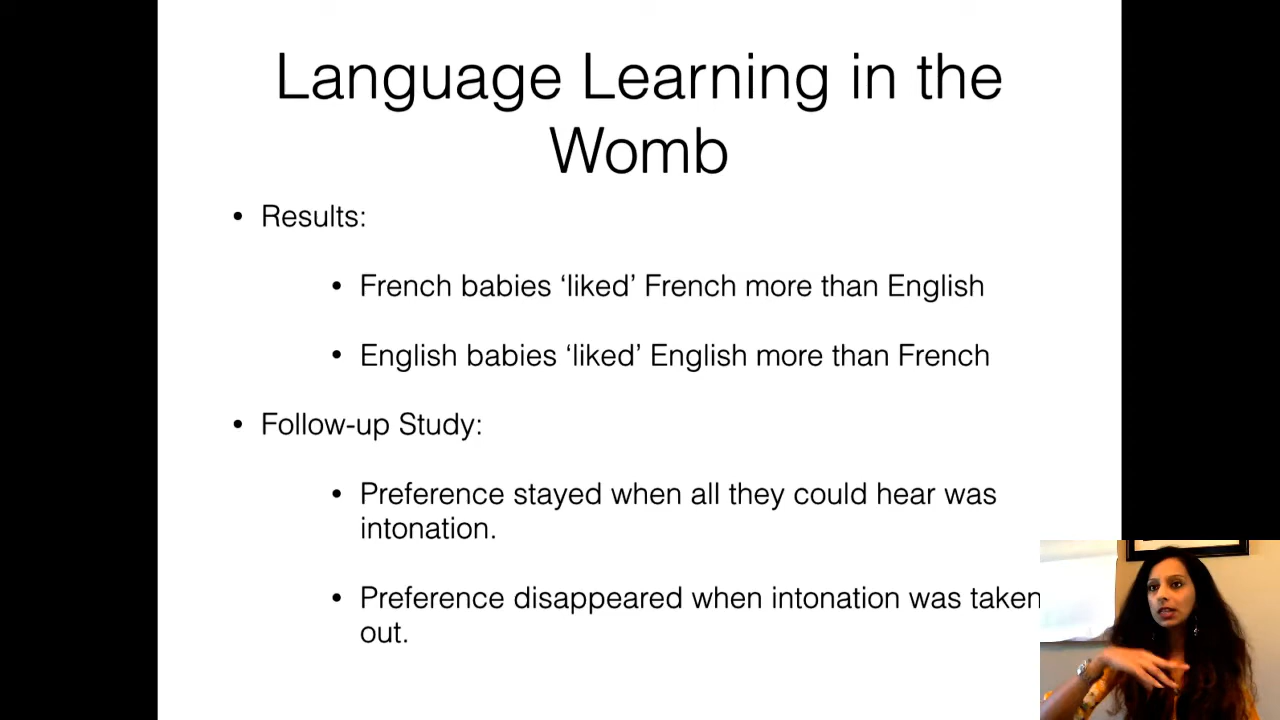 Language Learning in the
Womb
• Results:
• French babies ‘liked’ French more than English
• English babies ‘liked’ English more than French
• Follow-up Study:
• Preference stayed when all they could hear was
intonation.
• Preference disappeared when intonation was taken
out.